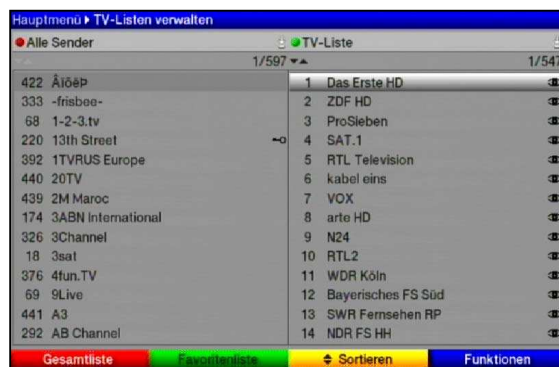 Hauptmenü ▸ TV-Listen verwalten
Alle Sender
1/597
422 ÂïöêÞ
333 -frisbee-
68 1-2-3.tv
220 13th Street
392 1TVRUS Europe
440 20TV
439 2M Maroc
174 3ABN International
326 3Channel
18 3sat
376 4fun.TV
69 9Live
441 A3
292 AB Channel
TV-Liste
1/547
1 Das Erste HD
2 ZDF HD
3 ProSieben
4 SAT.1
5 RTL Television
6 kabel eins
7 VOX
8 arte HD
9 N24
10 RTL2
11 WDR Köln
12 Bayerisches FS Süd
13 SWR Fernsehen RP
14 NDR FS HH
Gesamtliste
Favoritenliste
Sortieren
Funktionen